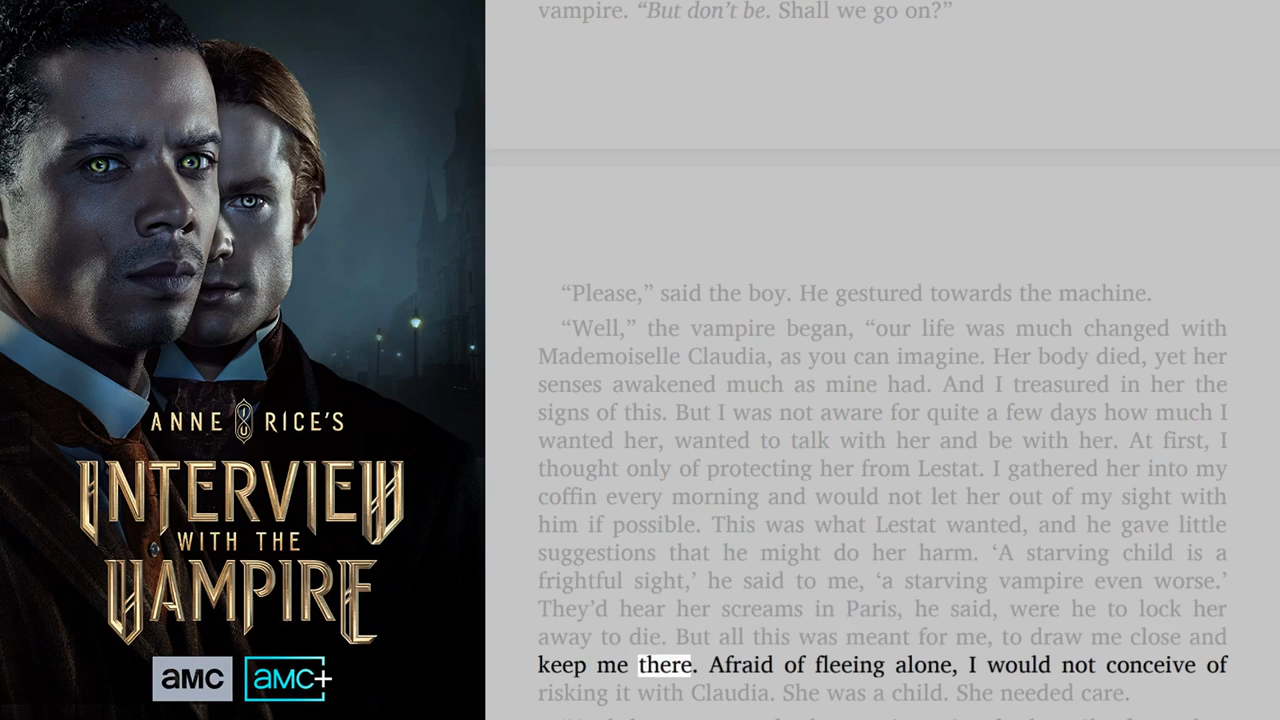 ANNE RICE'S
INTERVIEW
WITH THE
VAMPIRE
amc
amc+
vampire. “But don’t be. Shall we go on?”
“Please,” said the boy. He gestured towards the machine.
“Well,” the vampire began, “our life was much changed with
Mademoiselle Claudia, as you can imagine. Her body died, yet her
senses awakened much as mine had. And I treasured in her the
signs of this. But I was not aware for quite a few days how much I
wanted her, wanted to talk with her and be with her. At first, I
thought only of protecting her from Lestat. I gathered her into my
coffin every morning and would not let her out of my sight with
him if possible. This was what Lestat wanted, and he gave little
suggestions that he might do her harm. ‘A starving child is a
frightful sight,’ he said to me, ‘a starving vampire even worse.’
They’d hear her screams in Paris, he said, were he to lock her
away to die. But all this was meant for me, to draw me close and
keep me there. Afraid of fleeing alone, I would not conceive of
risking it with Claudia. She was a child. She needed care.